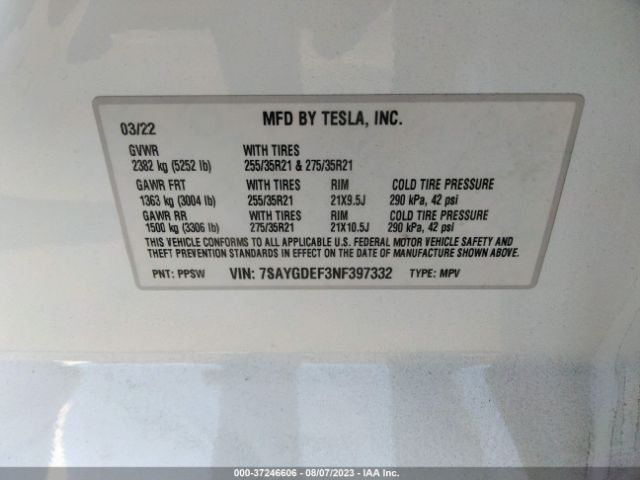 03/22 MFD BY TESLA, INC.
GVWR WITH TIRES
2382 kg (5252 lb) 255/35R21 & 275/35R21
GAWR FRT WITH TIRES RIM COLD TIRE PRESSURE
1363 kg (3004 lb) 255/35R21 21X9.5J 290 kPa, 42 psi
GAWR RR WITH TIRES RIM COLD TIRE PRESSURE
1500 kg (3306 lb) 275/35R21 21X10.5J 290 kPa, 42 psi
THIS VEHICLE CONFORMS TO ALL APPLICABLE U.S. FEDERAL MOTOR VEHICLE SAFETY AND
THEFT PREVENTION STANDARDS IN EFFECT ON THE DATE OF MANUFACTURE SHOWN ABOVE.
PNT: PPSW VIN: 7SAYGDEF3NF397332 TYPE: MPV
000-37246606 - 08/07/2023 - IAA Inc.